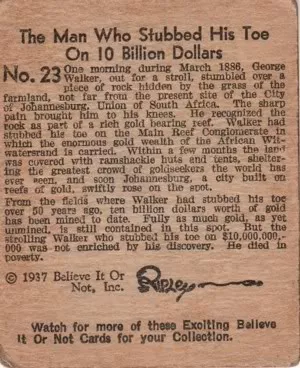 The Man Who Stubbed His Toe
On 10 Billion Dollars
No. 23 One morning during March 1886, George
Walker, out for a stroll, stumbled over a
piece of rock hidden by the grass of the
farmland, not far from the present site of the City
of Johannesburg, Union of South Africa. The sharp
pain brought him to his knees. He recognized the
rock as part of a rich gold bearing reef. Walker had
stubbed his toe on the Main Reef Conglomerate in
which the enormous gold wealth of the African Wit-
watersrand is carried. Within a few months the land
was covered with ramshackle huts and tents, shelter-
ing the greatest crowd of goldseekers the world has
ever seen, and soon Johannesburg, a city built on
reefs of gold, swiftly rose on the spot.
From the fields where Walker had stubbed his toe
over 50 years ago, ten billion dollars worth of gold
has been mined to date. Fully as much gold, as yet
unmined, is still contained in this spot. But the
strolling Walker who stubbed his toe on $10,000,000,-
000 was not enriched by his discovery. He died in
poverty.
© 1937 Believe It Or
Not, Inc. Ripley
Watch for more of these Exciting Believe
It Or Not Cards for your Collection.